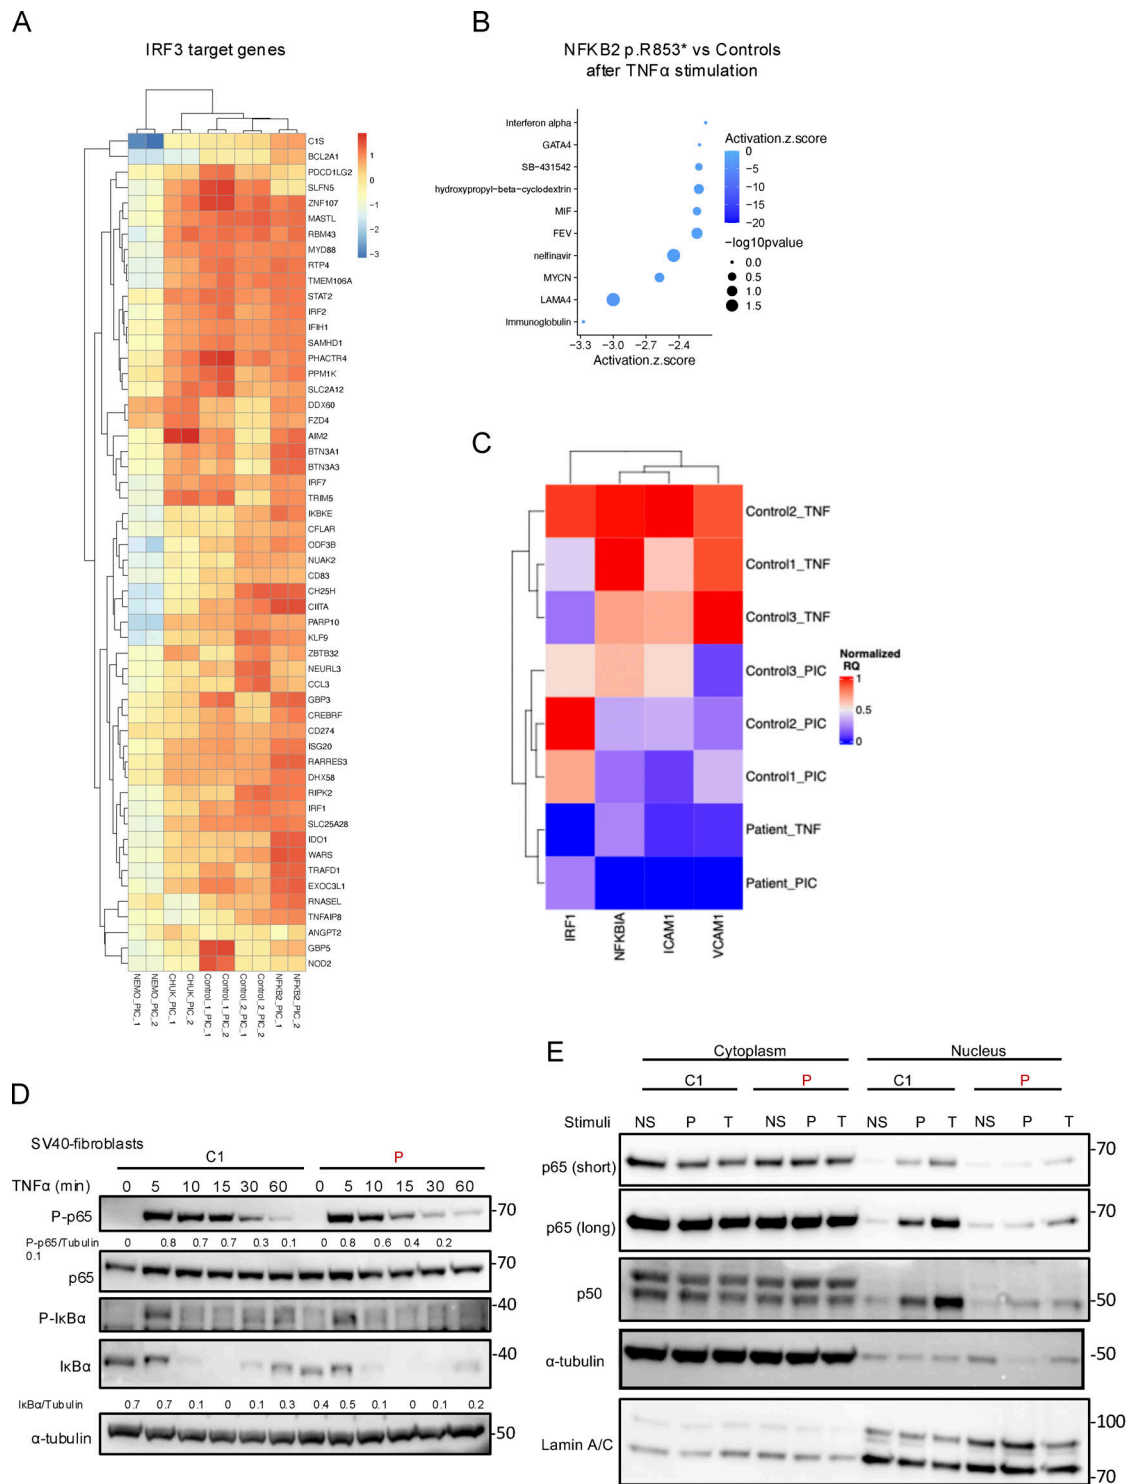 A
IRF3 target genes
C1S
BCL2A1
PDCD1LG2
SLFN5
ZNF107
MASTL
RBM43
MYD88
RTP4
TMEM106A
STAT2
IRF2
IFIH1
SAMHD1
PHACTR4
PPM1K
SLC2A12
DDX60
FZD4
AIM2
BTN3A1
BTN3A3
IRF7
TRIM5
IKBKE
CFLAR
ODF3B
NUAK2
CD83
CH25H
CIITA
PARP10
KLF9
ZBTB32
NEURL3
CCL3
GBP3
CREBRF
CD274
ISG20
RARRES3
DHX58
RIPK2
IRF1
SLC25A28
IDO1
WARS
TRAFD1
EXOC3L1
RNASEL
TNFAIP8
ANGPT2
GBP5
NOD2
1
0
−1
−2
−3
NEMO_PIC_1
NEMO_PIC_2
CHUK_PIC_1
CHUK_PIC_2
Control_1_PIC_1
Control_1_PIC_2
Control_2_PIC_1
Control_2_PIC_2
NFKB2_PIC_1
NFKB2_PIC_2
B
NFKB2 p.R853* vs Controls
after TNFα stimulation
Interferon alpha
GATA4
SB−431542
hydroxypropyl−beta−cyclodextrin
MIF
FEV
nelfinavir
MYCN
LAMA4
Immunoglobulin
−3.3 −3.0 −2.7 −2.4
Activation.z.score
Activation.z.score
0
−5
−10
−15
−20
−log10pvalue
0.0
0.5
1.0
1.5
C
Control2_TNF
Control1_TNF
Control3_TNF
Control3_PIC
Control2_PIC
Control1_PIC
Patient_TNF
Patient_PIC
IRF1
NFKBIA
ICAM1
VCAM1
Normalized
RQ
1
0.5
0
D
SV40-fibroblasts
C1 P
TNFα (min) 0 5 10 15 30 60 0 5 10 15 30 60
P-p65 -70
P-p65/Tubulin 0 0.8 0.7 0.7 0.3 0.1 0 0.8 0.6 0.4 0.2
0.1
p65 -70
P-IκBα -40
IκBα -40
IκBα/Tubulin 0.7 0.7 0.1 0 0.1 0.3 0.4 0.5 0.1 0 0.1 0.2
α-tubulin -50
E
Cytoplasm Nucleus
C1 P C1 P
Stimuli NS P T NS P T NS P T NS P T
p65 (short) -70
p65 (long) -70
p50 -50
α-tubulin -50
Lamin A/C -100
-70